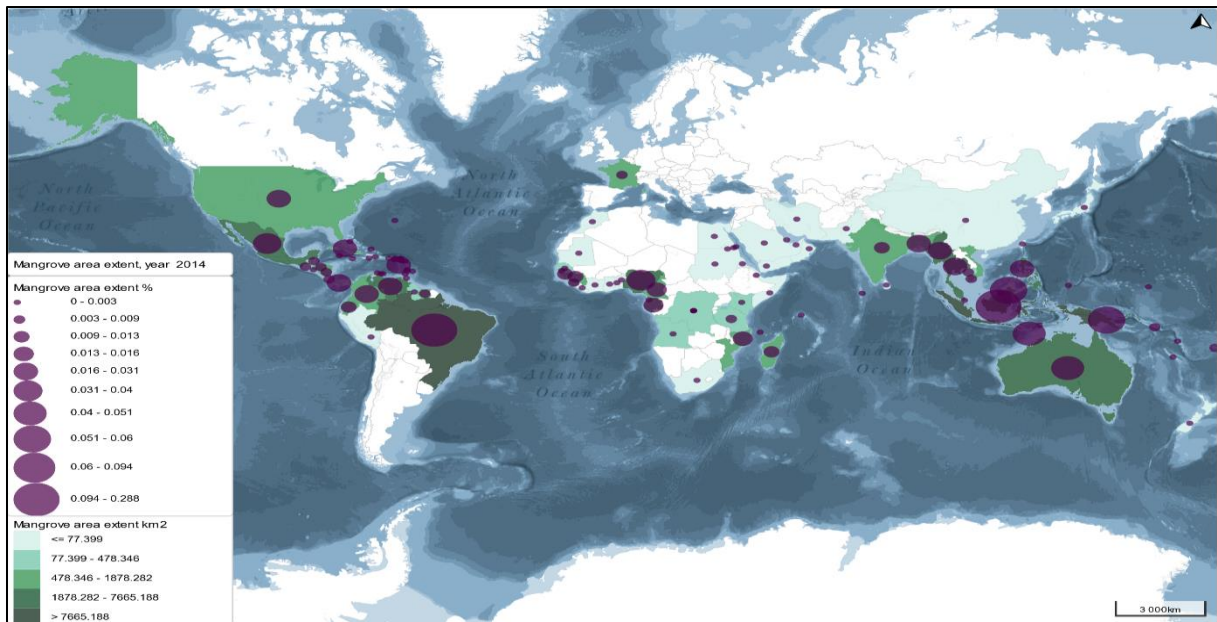 Arctic
North
Pacific
Ocean
North
Atlantic
Ocean
South
Atlantic
Ocean
Indian
Ocean
Mangrove area extent, year 2014
Mangrove area extent %
0 - 0.003
0.003 - 0.009
0.009 - 0.013
0.013 - 0.016
0.016 - 0.031
0.031 - 0.04
0.04 - 0.051
0.051 - 0.06
0.06 - 0.094
0.094 - 0.288
Mangrove area extent km2
<= 77.399
77.399 - 478.346
478.346 - 1878.282
1878.282 - 7665.188
> 7665.188
3 000km